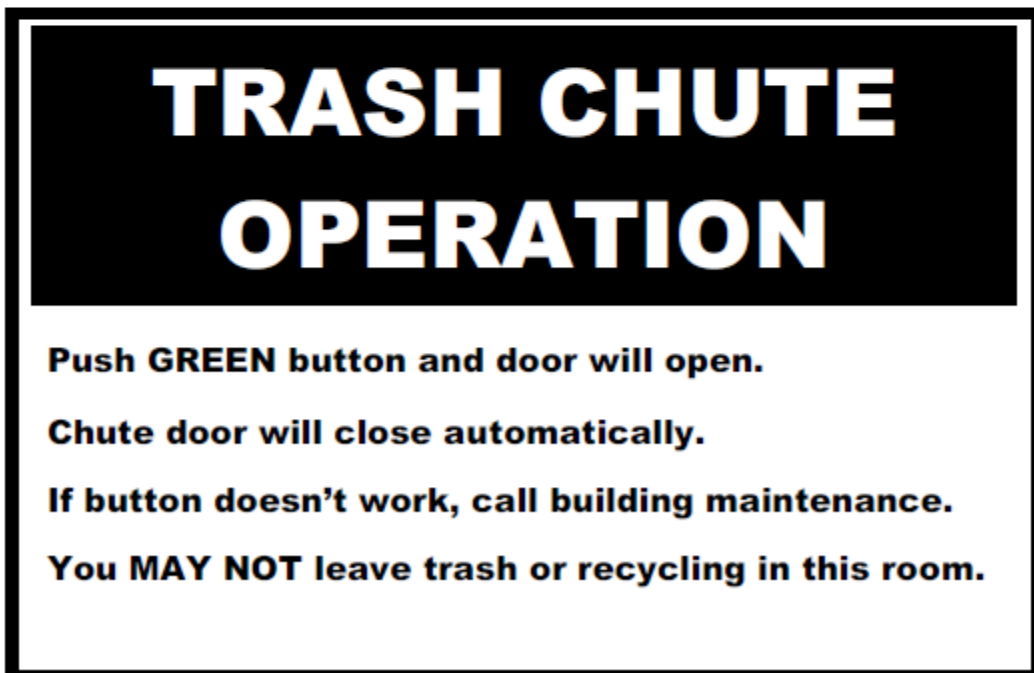 TRASH CHUTE
OPERATION
Push GREEN button and door will open.
Chute door will close automatically.
If button doesn’t work, call building maintenance.
You MAY NOT leave trash or recycling in this room.